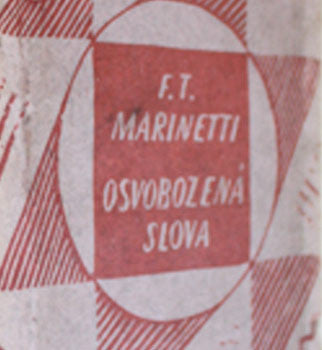 F.T.
MARINETTI
OSVOBOZENÁ
SLOVA